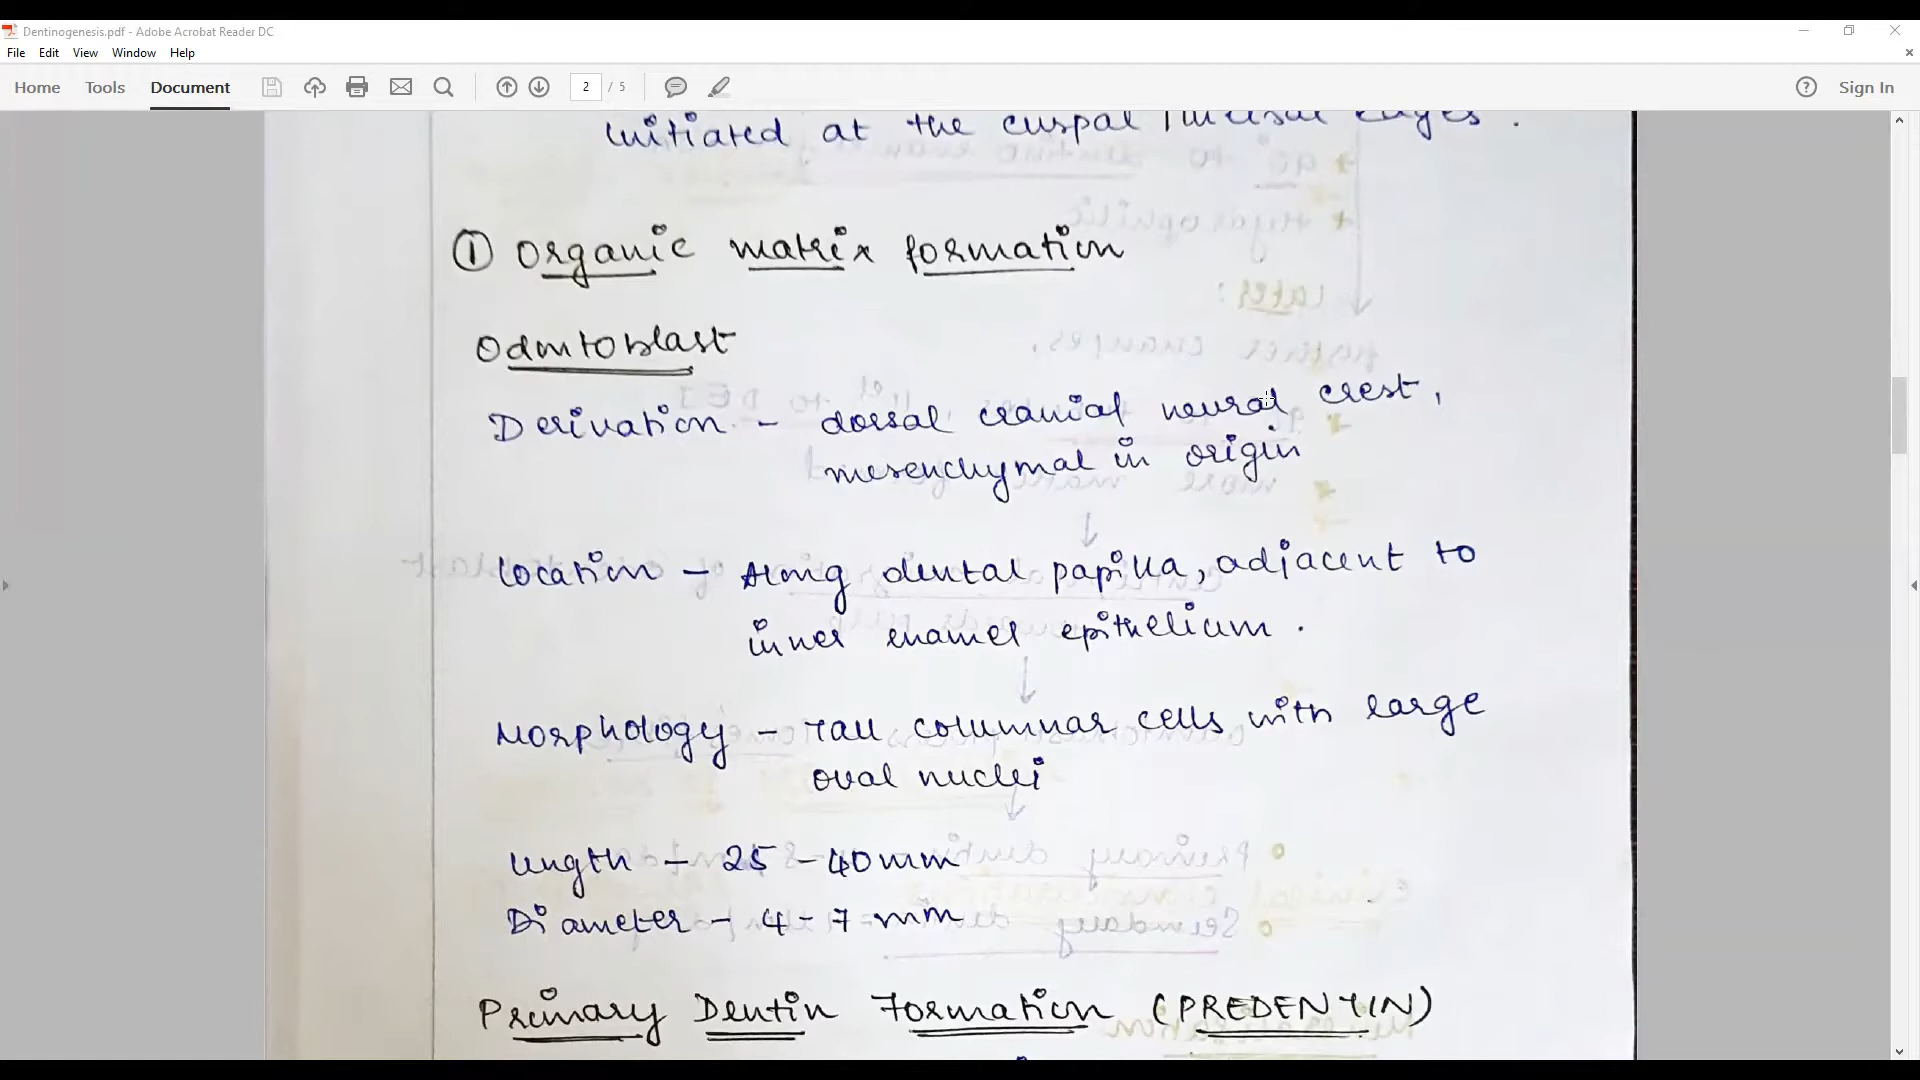 Dentinogenesis.pdf - Adobe Acrobat Reader DC
File Edit View Window Help
Home Tools Document 2 / 5 Sign In
initiated at the cuspal / incisal edges.
① Organic matrix formation
Odontoblast
Derivation - dorsal cranial neural crest,
mesenchymal in origin
Location - Along dental papilla, adjacent to
inner enamel epithelium.
Morphology - Tall columnar cells with large
oval nuclei
Length - 25 - 40 mm
Diameter - 4 - 7 mm
Primary Dentin Formation (PREDENTIN)